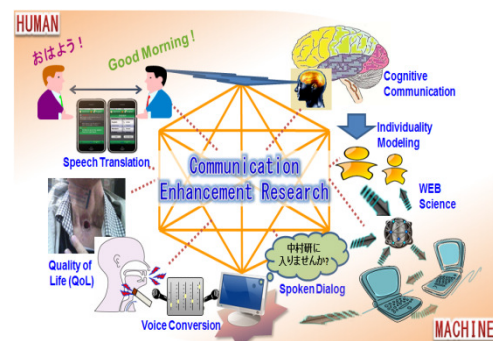 HUMAN
おはよう！
Good Morning！
Cognitive
Communication
Speech Translation
Individuality
Modeling
Communication
Enhancement Research
WEB
Science
Quality of
Life (QoL)
中村研に
入りませんか?
Spoken Dialog
Voice Conversion
MACHINE